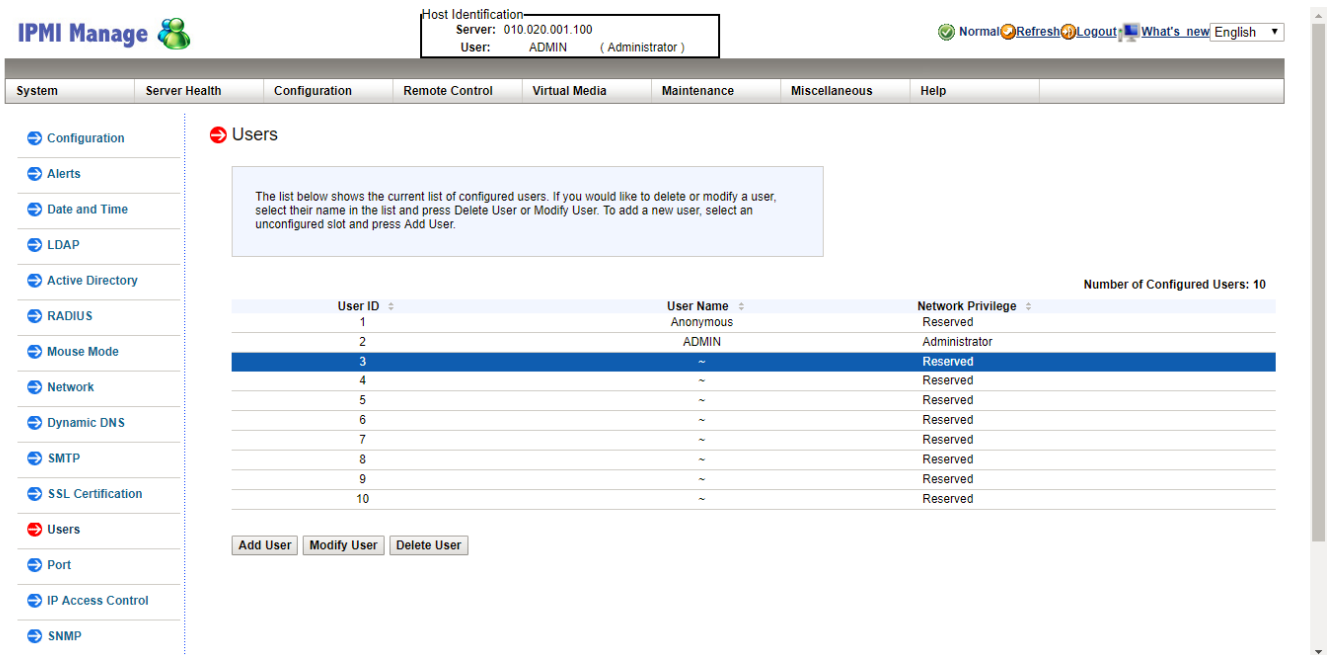 IPMI Manage
Host Identification
Server: 010.020.001.100
User: ADMIN ( Administrator )
Normal Refresh Logout What's new English
System Server Health Configuration Remote Control Virtual Media Maintenance Miscellaneous Help
Configuration
Alerts
Date and Time
LDAP
Active Directory
RADIUS
Mouse Mode
Network
Dynamic DNS
SMTP
SSL Certification
Users
Port
IP Access Control
SNMP
Users
The list below shows the current list of configured users. If you would like to delete or modify a user,
select their name in the list and press Delete User or Modify User. To add a new user, select an
unconfigured slot and press Add User.
Number of Configured Users: 10
User ID User Name Network Privilege
1 Anonymous Reserved
2 ADMIN Administrator
3 ~ Reserved
4 ~ Reserved
5 ~ Reserved
6 ~ Reserved
7 ~ Reserved
8 ~ Reserved
9 ~ Reserved
10 ~ Reserved
Add User Modify User Delete User